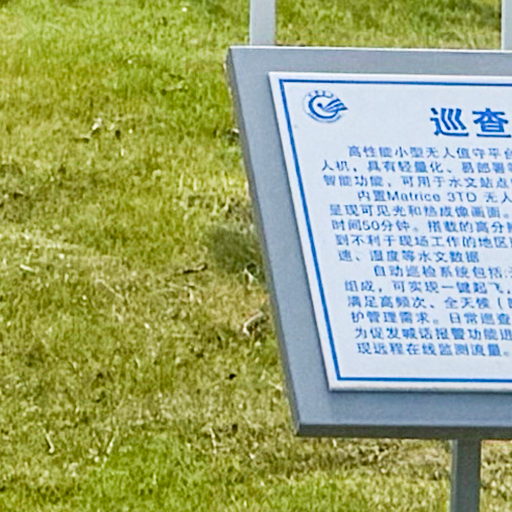 巡查
高性能小型无人值守平台
人机，具有轻量化、易部署等
智能功能、可用于水文站点
内置Matrice 3TD 无人
呈现可见光和热成像画面。
时间50分钟。搭载的高分辨
到不利于现场工作的地区
速、湿度等水文数据
自动巡检系统包括:
组成，可实现一键起飞，
满足高频次、全天候（
护管理需求。日常巡查
为促发喊话报警功能进
现远程在线监测流量。